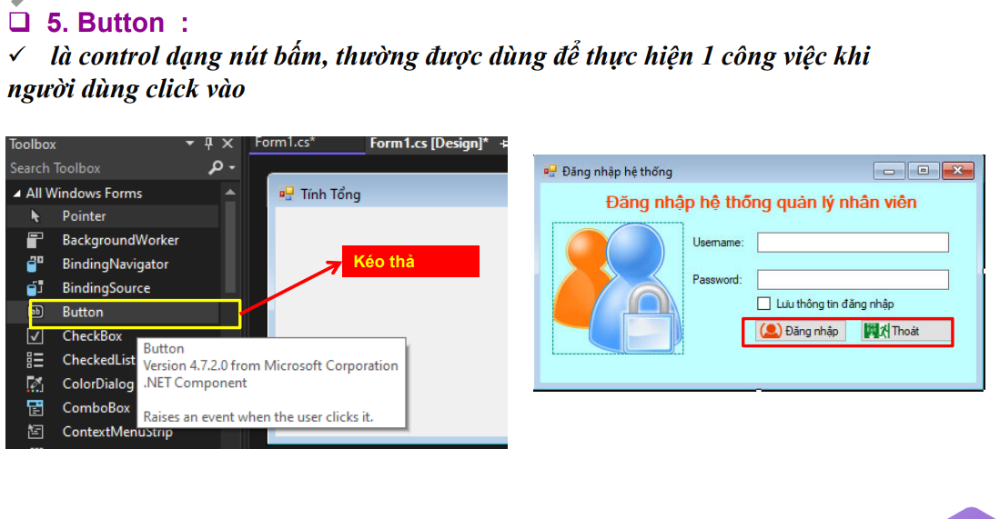 5. Button :
là control dạng nút bấm, thường được dùng để thực hiện 1 công việc khi
người dùng click vào
Toolbox
Search Toolbox
All Windows Forms
Pointer
BackgroundWorker
BindingNavigator
BindingSource
Button
CheckBox
CheckedList
ColorDialog
ComboBox
ContextMenuStrip
Button
Version 4.7.2.0 from Microsoft Corporation
.NET Component
Raises an event when the user clicks it.
Form1.cs*
Form1.cs [Design]*
Tính Tổng
Kéo thả
Đăng nhập hệ thống
Đăng nhập hệ thống quản lý nhân viên
Username:
Password:
Lưu thông tin đăng nhập
Đăng nhập
Thoát